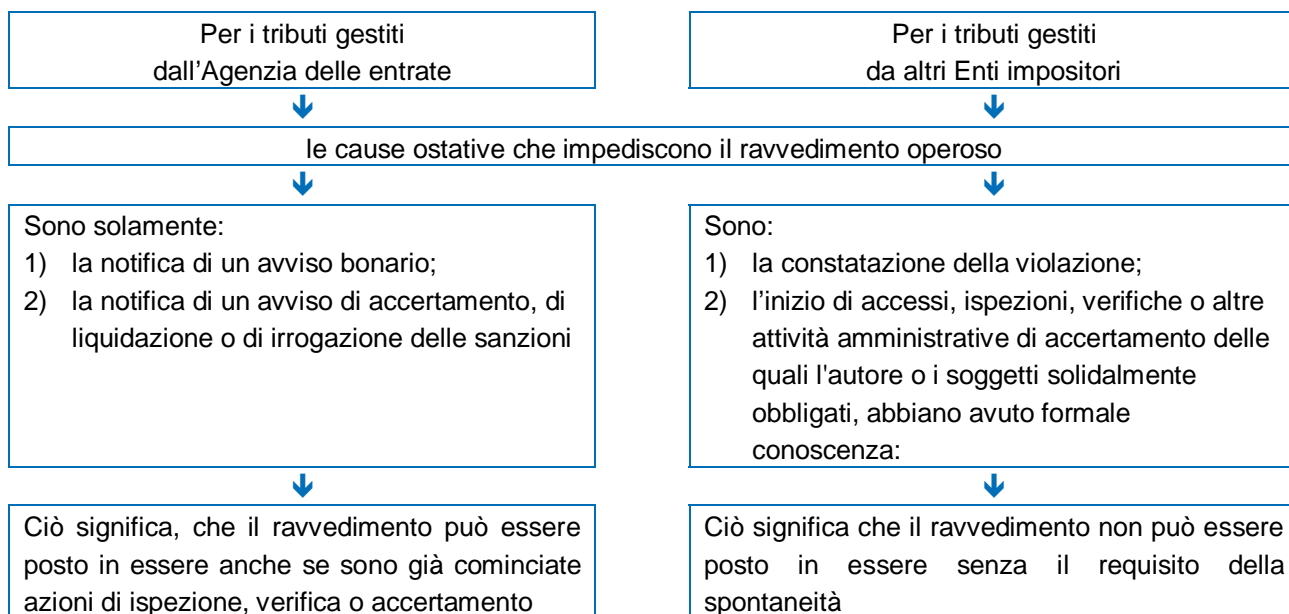 Per i tributi gestiti
dall'Agenzia delle entrate
Per i tributi gestiti
da altri Enti impositori
le cause ostative che impediscono il ravvedimento operoso
Sono solamente:
1) la notifica di un avviso bonario;
2) la notifica di un avviso di accertamento, di
liquidazione o di irrogazione delle sanzioni
Sono:
1) la constatazione della violazione;
2) l'inizio di accessi, ispezioni, verifiche o altre
attività amministrative di accertamento delle
quali l'autore o i soggetti solidalmente
obbligati, abbiano avuto formale
conoscenza:
Ciò significa, che il ravvedimento può essere
posto in essere anche se sono già cominciate
azioni di ispezione, verifica o accertamento
Ciò significa che il ravvedimento non può essere
posto in essere senza il requisito della
spontaneità